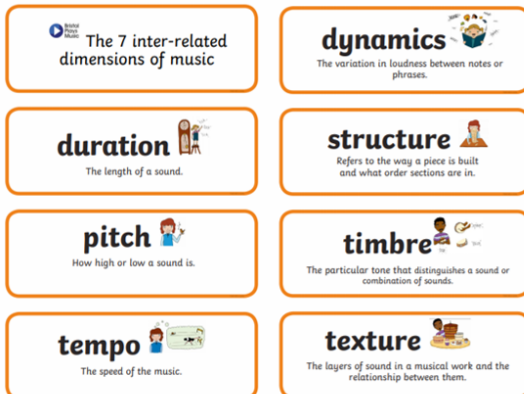 Bristol
Plays
Music
The 7 inter-related
dimensions of music
dynamics
The variation in loudness between notes or
phrases.
duration
The length of a sound.
structure
Refers to the way a piece is built
and what order sections are in.
pitch
How high or low a sound is.
timbre
The particular tone that distinguishes a sound or
combination of sounds.
tempo
The speed of the music.
texture
The layers of sound in a musical work and the
relationship between them.